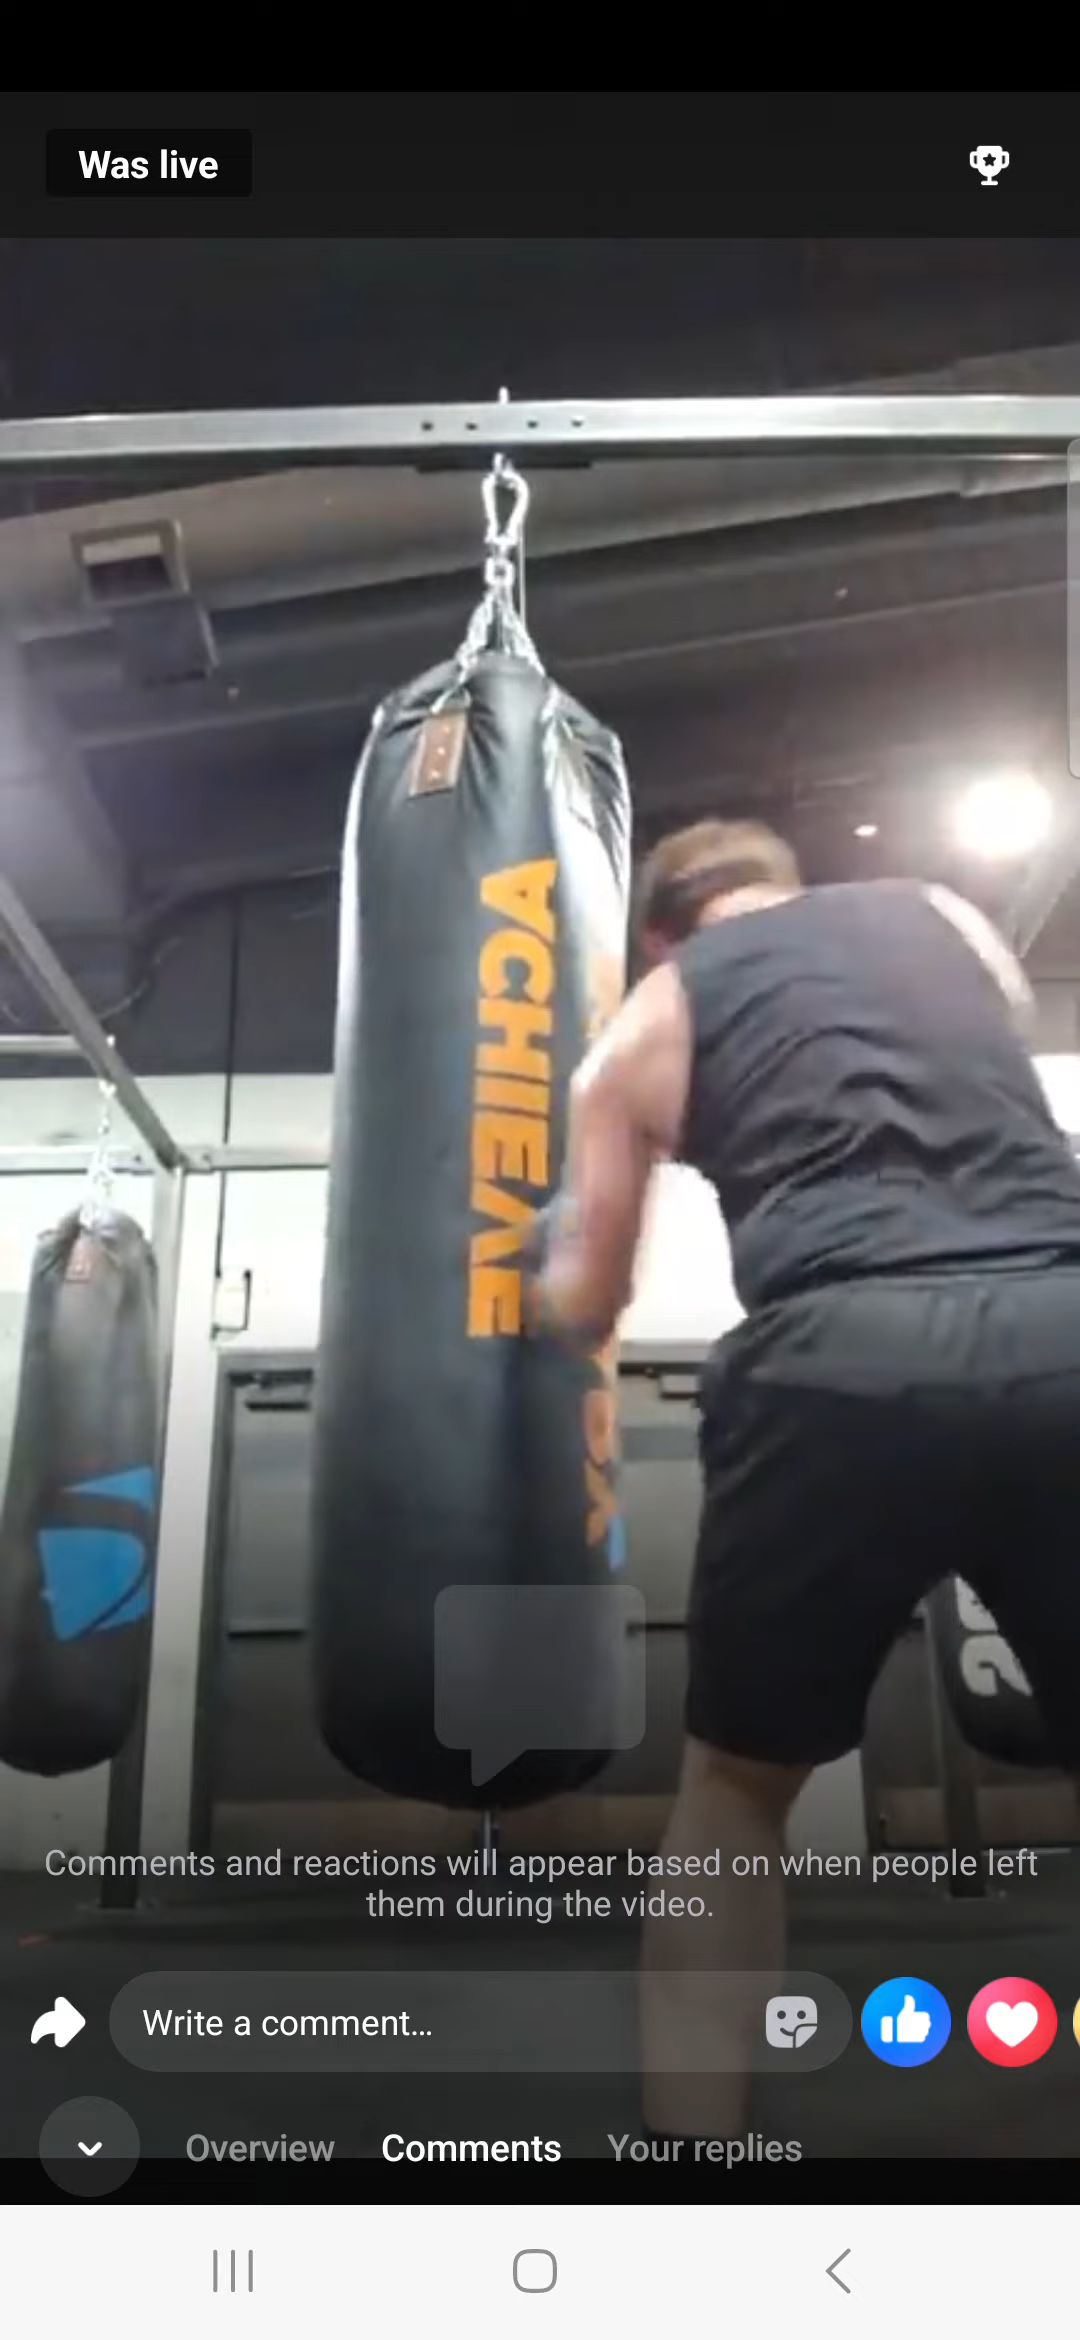 Was live
ACHIEVE
Comments and reactions will appear based on when people left
them during the video.
Write a comment...
Overview
Comments
Your replies